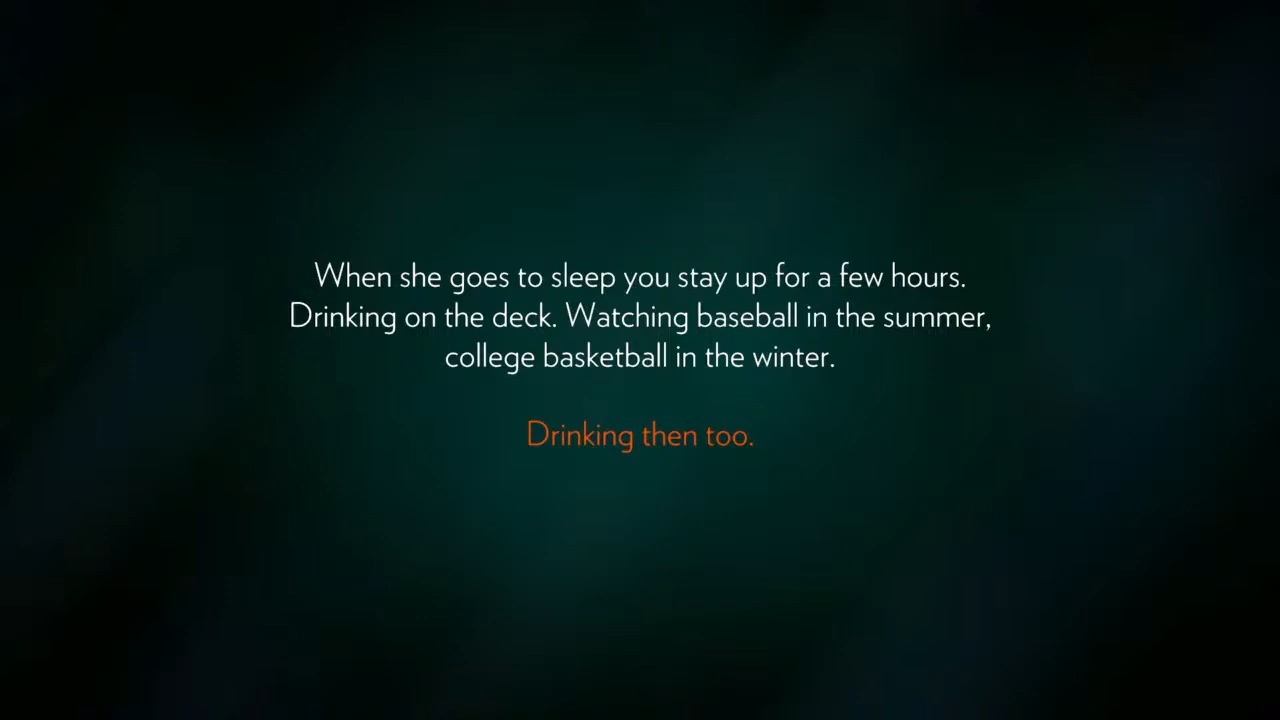 When she goes to sleep you stay up for a few hours.
Drinking on the deck. Watching baseball in the summer,
college basketball in the winter.
Drinking then too.